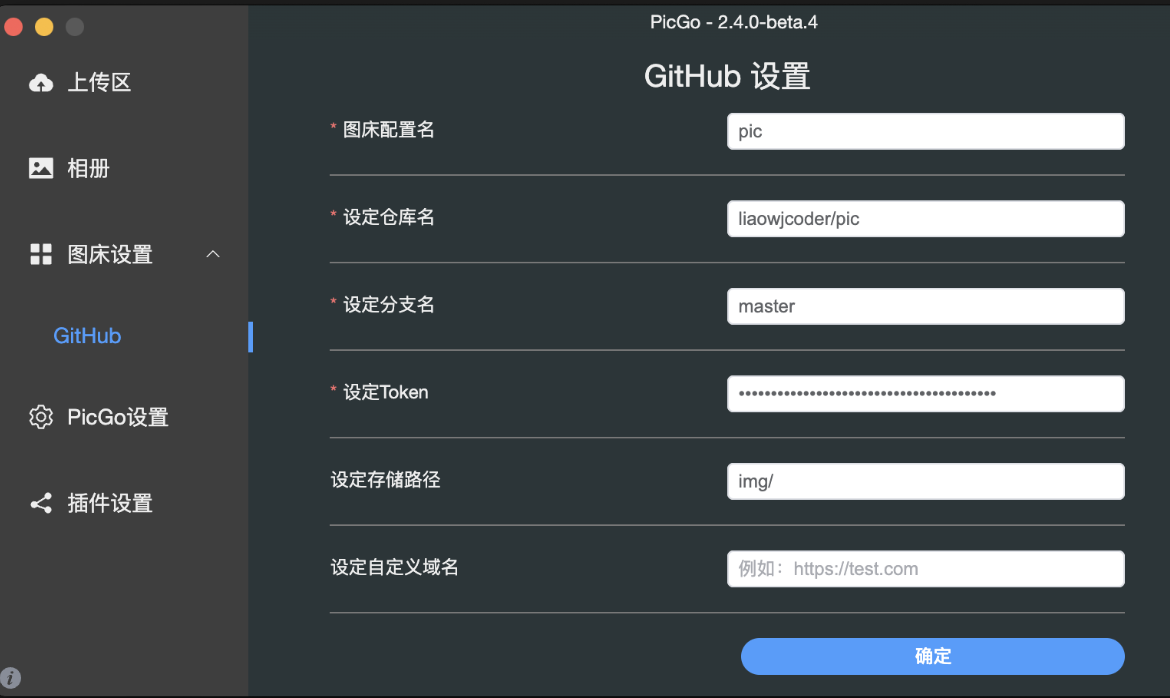 PicGo - 2.4.0-beta.4
上传区
相册
图床设置
GitHub
PicGo设置
插件设置
GitHub 设置
* 图床配置名
pic
* 设定仓库名
liaowjcoder/pic
* 设定分支名
master
* 设定Token
••••••••••••••••••••••••••••••••••••••••
设定存储路径
img/
设定自定义域名
例如：https://test.com
确定